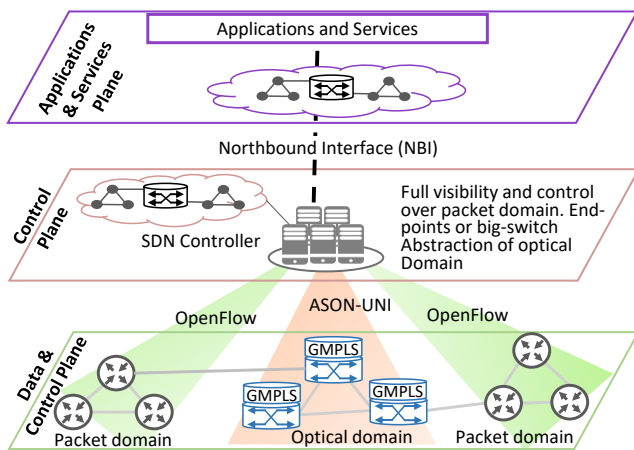 Applications and Services
Applications
& Services
Plane
Northbound Interface (NBI)
Control
Plane
SDN Controller
Full visibility and control
over packet domain. End-
points or big-switch
Abstraction of optical
Domain
OpenFlow
ASON-UNI
OpenFlow
Data &
Control Plane
GMPLS
GMPLS
GMPLS
Packet domain
Optical domain
Packet domain